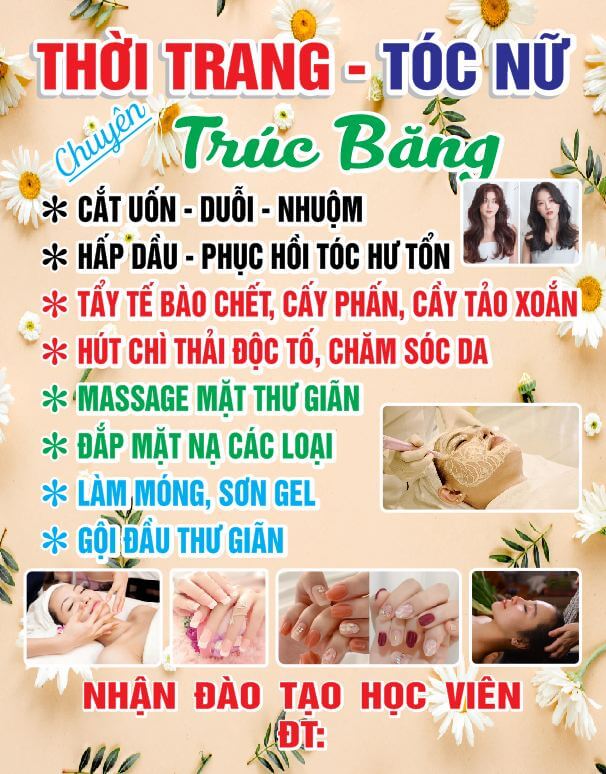 THỜI TRANG - TÓC NỮ
Chuyên
Trúc Băng
* CẮT UỐN - DUỖI - NHUỘM
* HẤP DẦU - PHỤC HỒI TÓC HƯ TỔN
* TẨY TẾ BÀO CHẾT, CẤY PHẤN, CẦY TẢO XOẮN
* HÚT CHÌ THẢI ĐỘC TỐ, CHĂM SÓC DA
* MASSAGE MẶT THƯ GIÃN
* ĐẮP MẶT NẠ CÁC LOẠI
* LÀM MÓNG, SƠN GEL
* GỘI ĐẦU THƯ GIÃN
NHẬN ĐÀO TẠO HỌC VIÊN
ĐT: